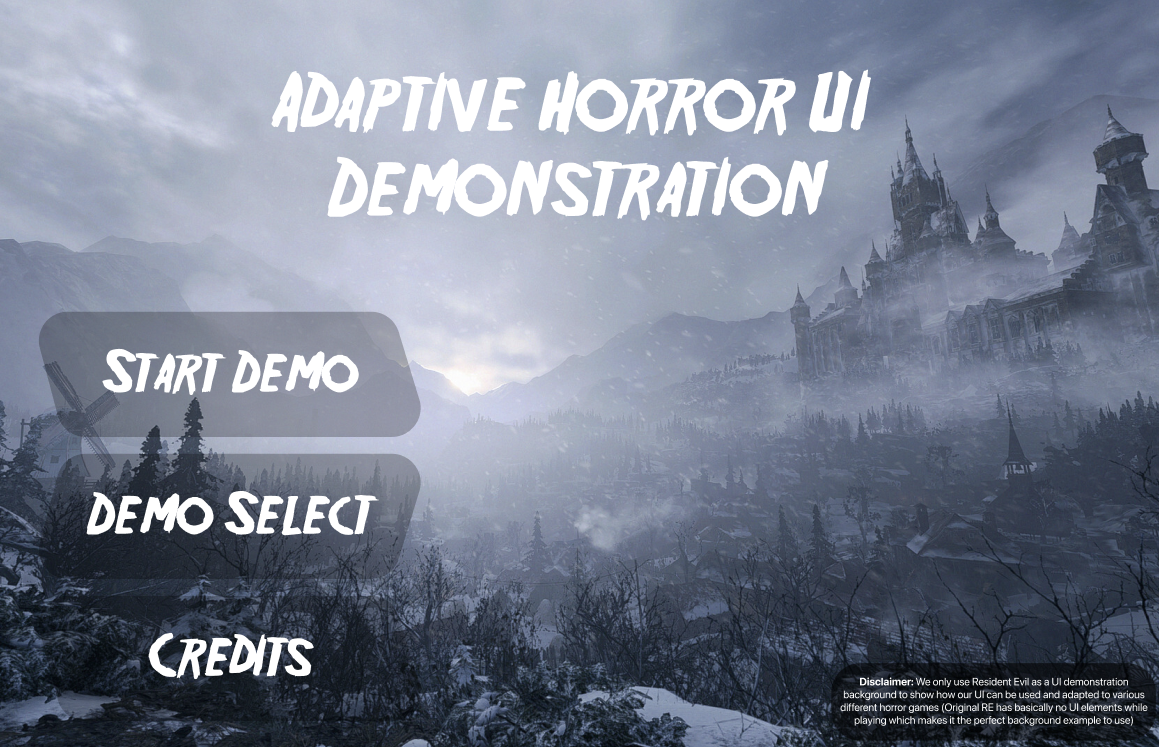 Adaptive Horror UI
Demonstration
Start Demo
Demo Select
Credits
Disclaimer: We only use Resident Evil as a UI demonstration
background to show how our UI can be used and adapted to various
different horror games (Original RE has basically no UI elements while
playing which makes it the perfect background example to use)